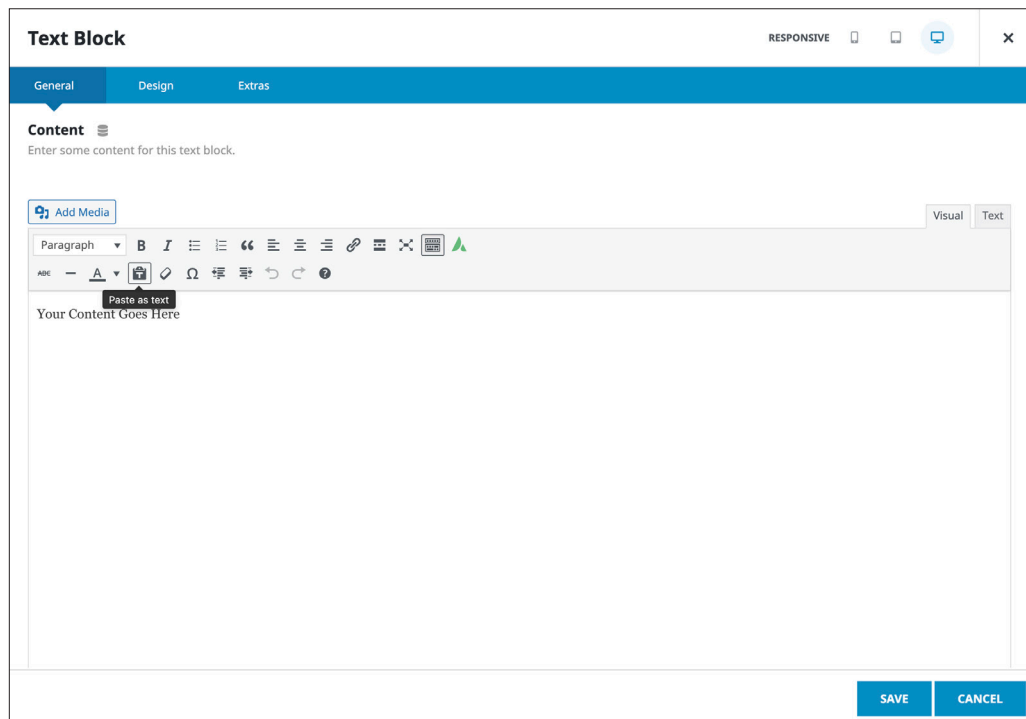 Text Block
RESPONSIVE
General Design Extras
Content
Enter some content for this text block.
Add Media
Visual Text
Paragraph B I
ABC A Ω
Paste as text
Your Content Goes Here
SAVE CANCEL